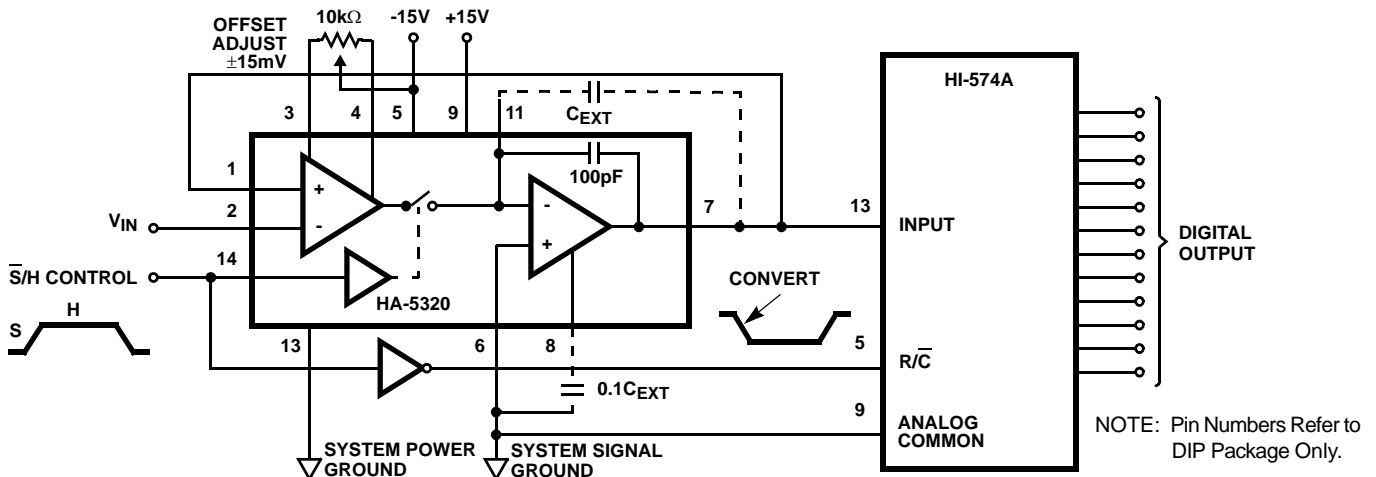 10kΩ
-15V
+15V
OFFSET
ADJUST
±15mV
HI-574A
3
4
5
9
11
C_EXT
1
100pF
+
-
-
+
2
7
13
V_IN
INPUT
DIGITAL
OUTPUT
14
S̅/H CONTROL
HA-5320
CONVERT
S
H
13
6
8
5
R/C̅
0.1C_EXT
9
ANALOG
COMMON
NOTE: Pin Numbers Refer to
DIP Package Only.
SYSTEM POWER
GROUND
SYSTEM SIGNAL
GROUND